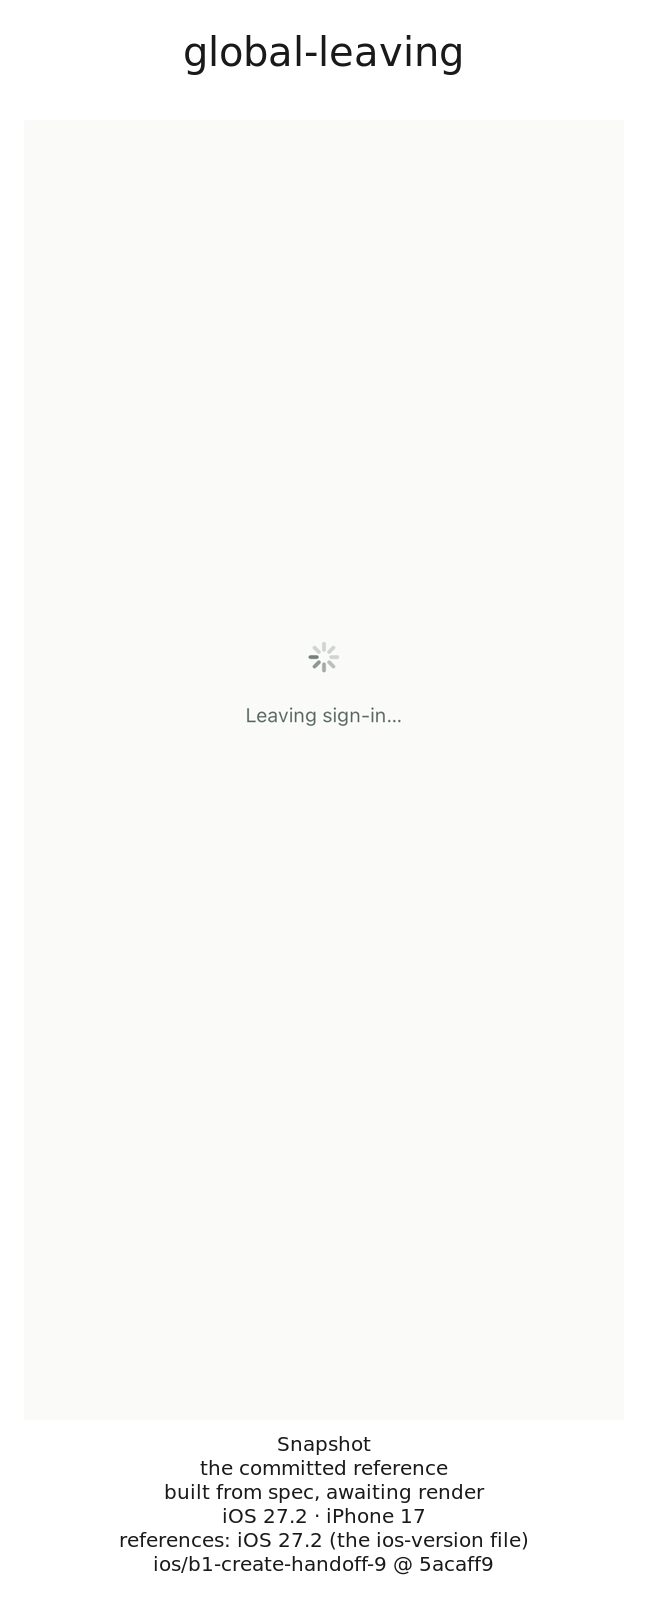 global-leaving
Leaving sign-in…
Snapshot
the committed reference
built from spec, awaiting render
iOS 27.2 · iPhone 17
references: iOS 27.2 (the ios-version file)
ios/b1-create-handoff-9 @ 5acaff9